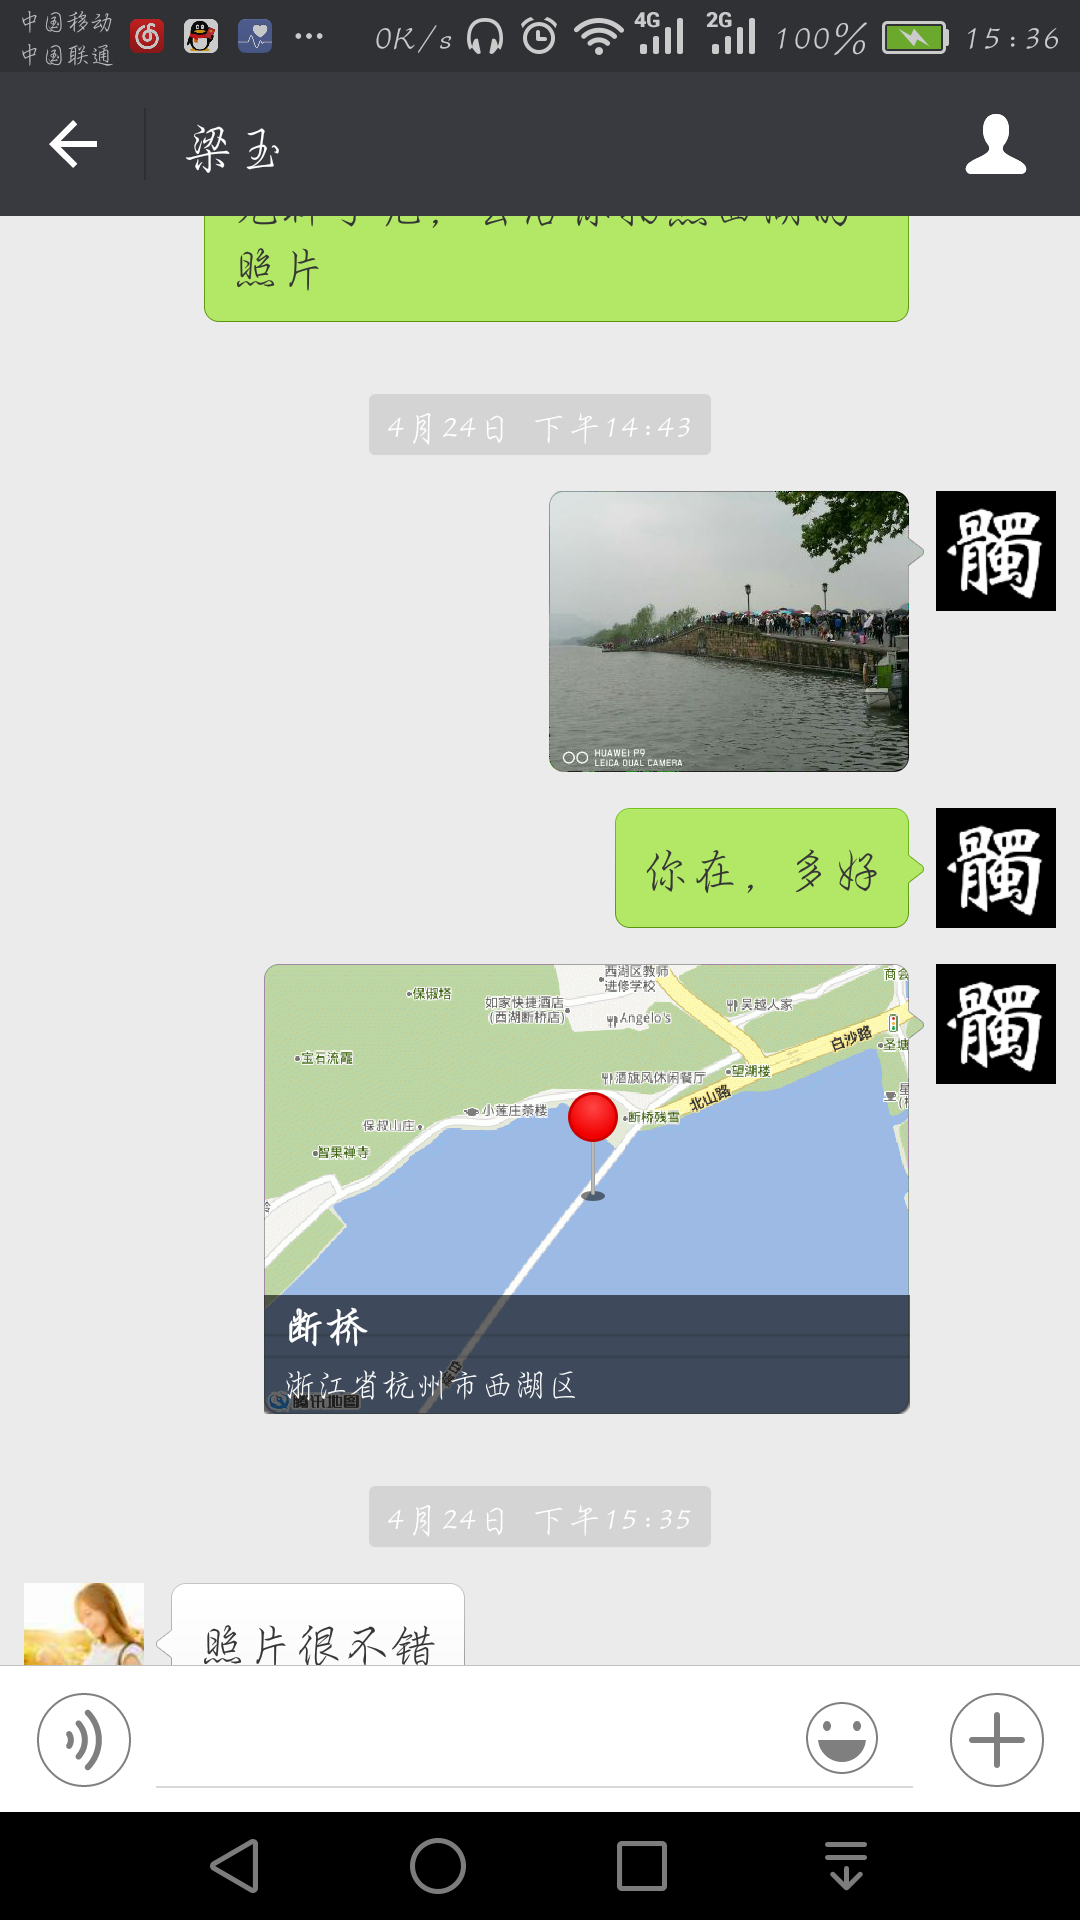 中国移动
中国联通
0K/s
4G
2G
100%
15:36
梁玉
照片
4月24日 下午14:43
髑
HUAWEI P9
LEICA DUAL CAMERA
你在，多好
髑
髑
西湖区教师
进修学校
商会
保俶塔
如家快捷酒店
(西湖断桥店)
吴越人家
Angelo's
宝石流霞
白沙路
圣塘
望湖楼
酒旗风休闲餐厅
北山路
小莲庄茶楼
断桥残雪
保叔山庄
智果禅寺
断桥
浙江省杭州市西湖区
腾讯地图
4月24日 下午15:35
照片很不错